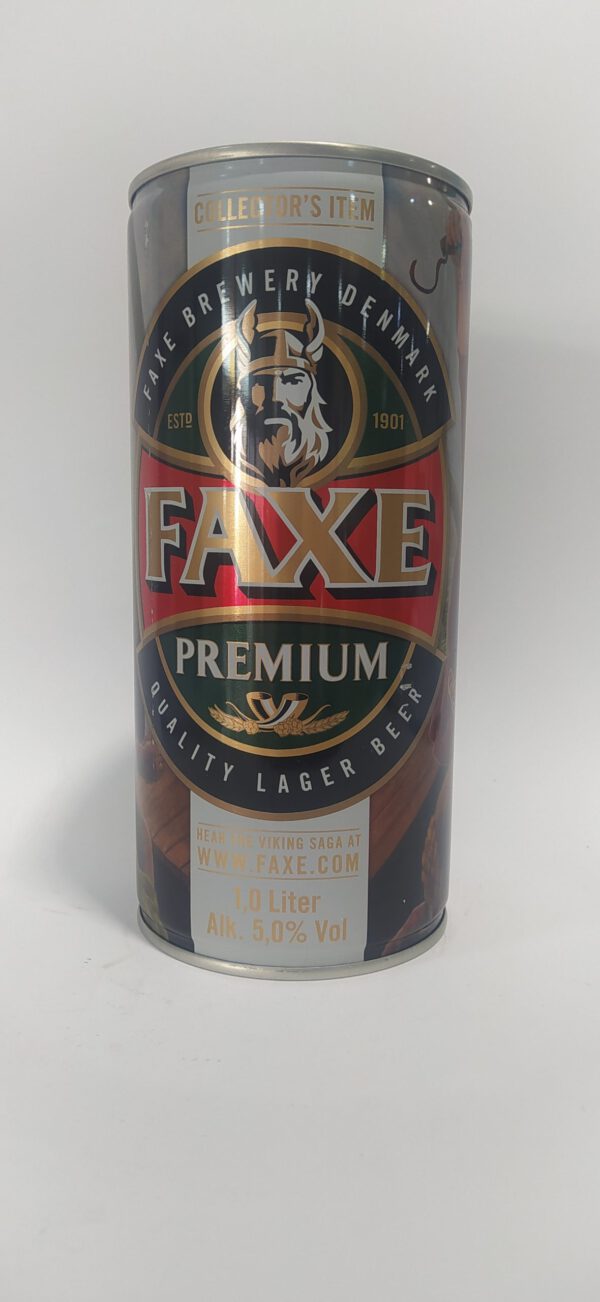 COLLECTOR'S ITEM
FAXE BREWERY DENMARK
ESTD 1901
FAXE
PREMIUM
QUALITY LAGER BEER
HEAR THE VIKING SAGA AT
WWW.FAXE.COM
1,0 Liter
Alk. 5,0% Vol